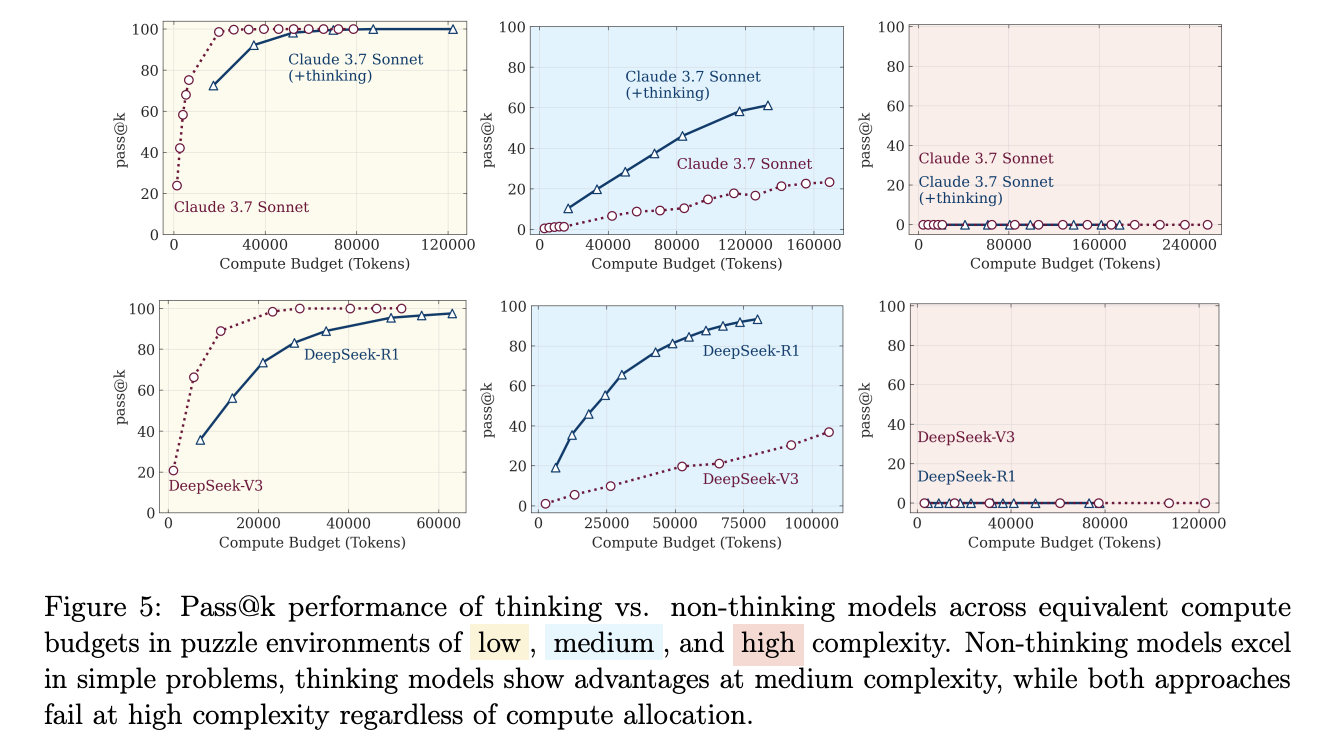 100
80
60
40
20
0
pass@k
Claude 3.7 Sonnet
(+thinking)
Claude 3.7 Sonnet
0
40000
80000
120000
Compute Budget (Tokens)
100
80
60
40
20
0
pass@k
Claude 3.7 Sonnet
(+thinking)
Claude 3.7 Sonnet
0
40000
80000
120000
160000
Compute Budget (Tokens)
100
80
60
40
20
0
pass@k
Claude 3.7 Sonnet
Claude 3.7 Sonnet
(+thinking)
0
80000
160000
240000
Compute Budget (Tokens)
100
80
60
40
20
0
pass@k
DeepSeek-R1
DeepSeek-V3
0
20000
40000
60000
Compute Budget (Tokens)
100
80
60
40
20
0
pass@k
DeepSeek-R1
DeepSeek-V3
0
25000
50000
75000
100000
Compute Budget (Tokens)
100
80
60
40
20
0
pass@k
DeepSeek-V3
DeepSeek-R1
0
40000
80000
120000
Compute Budget (Tokens)
Figure 5: Pass@k performance of thinking vs. non-thinking models across equivalent compute
budgets in puzzle environments of low , medium , and high complexity. Non-thinking models excel
in simple problems, thinking models show advantages at medium complexity, while both approaches
fail at high complexity regardless of compute allocation.